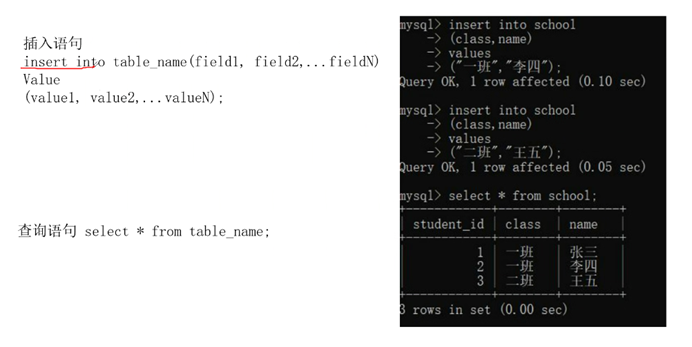 插入语句
insert into table_name(field1, field2,...fieldN)
Value
(value1, value2,...valueN);
查询语句 select * from table_name;
mysql> insert into school
-> (class,name)
-> values
-> ("一班","李四");
Query OK, 1 row affected (0.10 sec)
mysql> insert into school
-> (class,name)
-> values
-> ("二班","王五");
Query OK, 1 row affected (0.05 sec)
mysql> select * from school;
+------------+-------+------+
| student_id | class | name |
+------------+-------+------+
| 1 | 一班 | 张三 |
| 2 | 一班 | 李四 |
| 3 | 二班 | 王五 |
+------------+-------+------+
3 rows in set (0.00 sec)